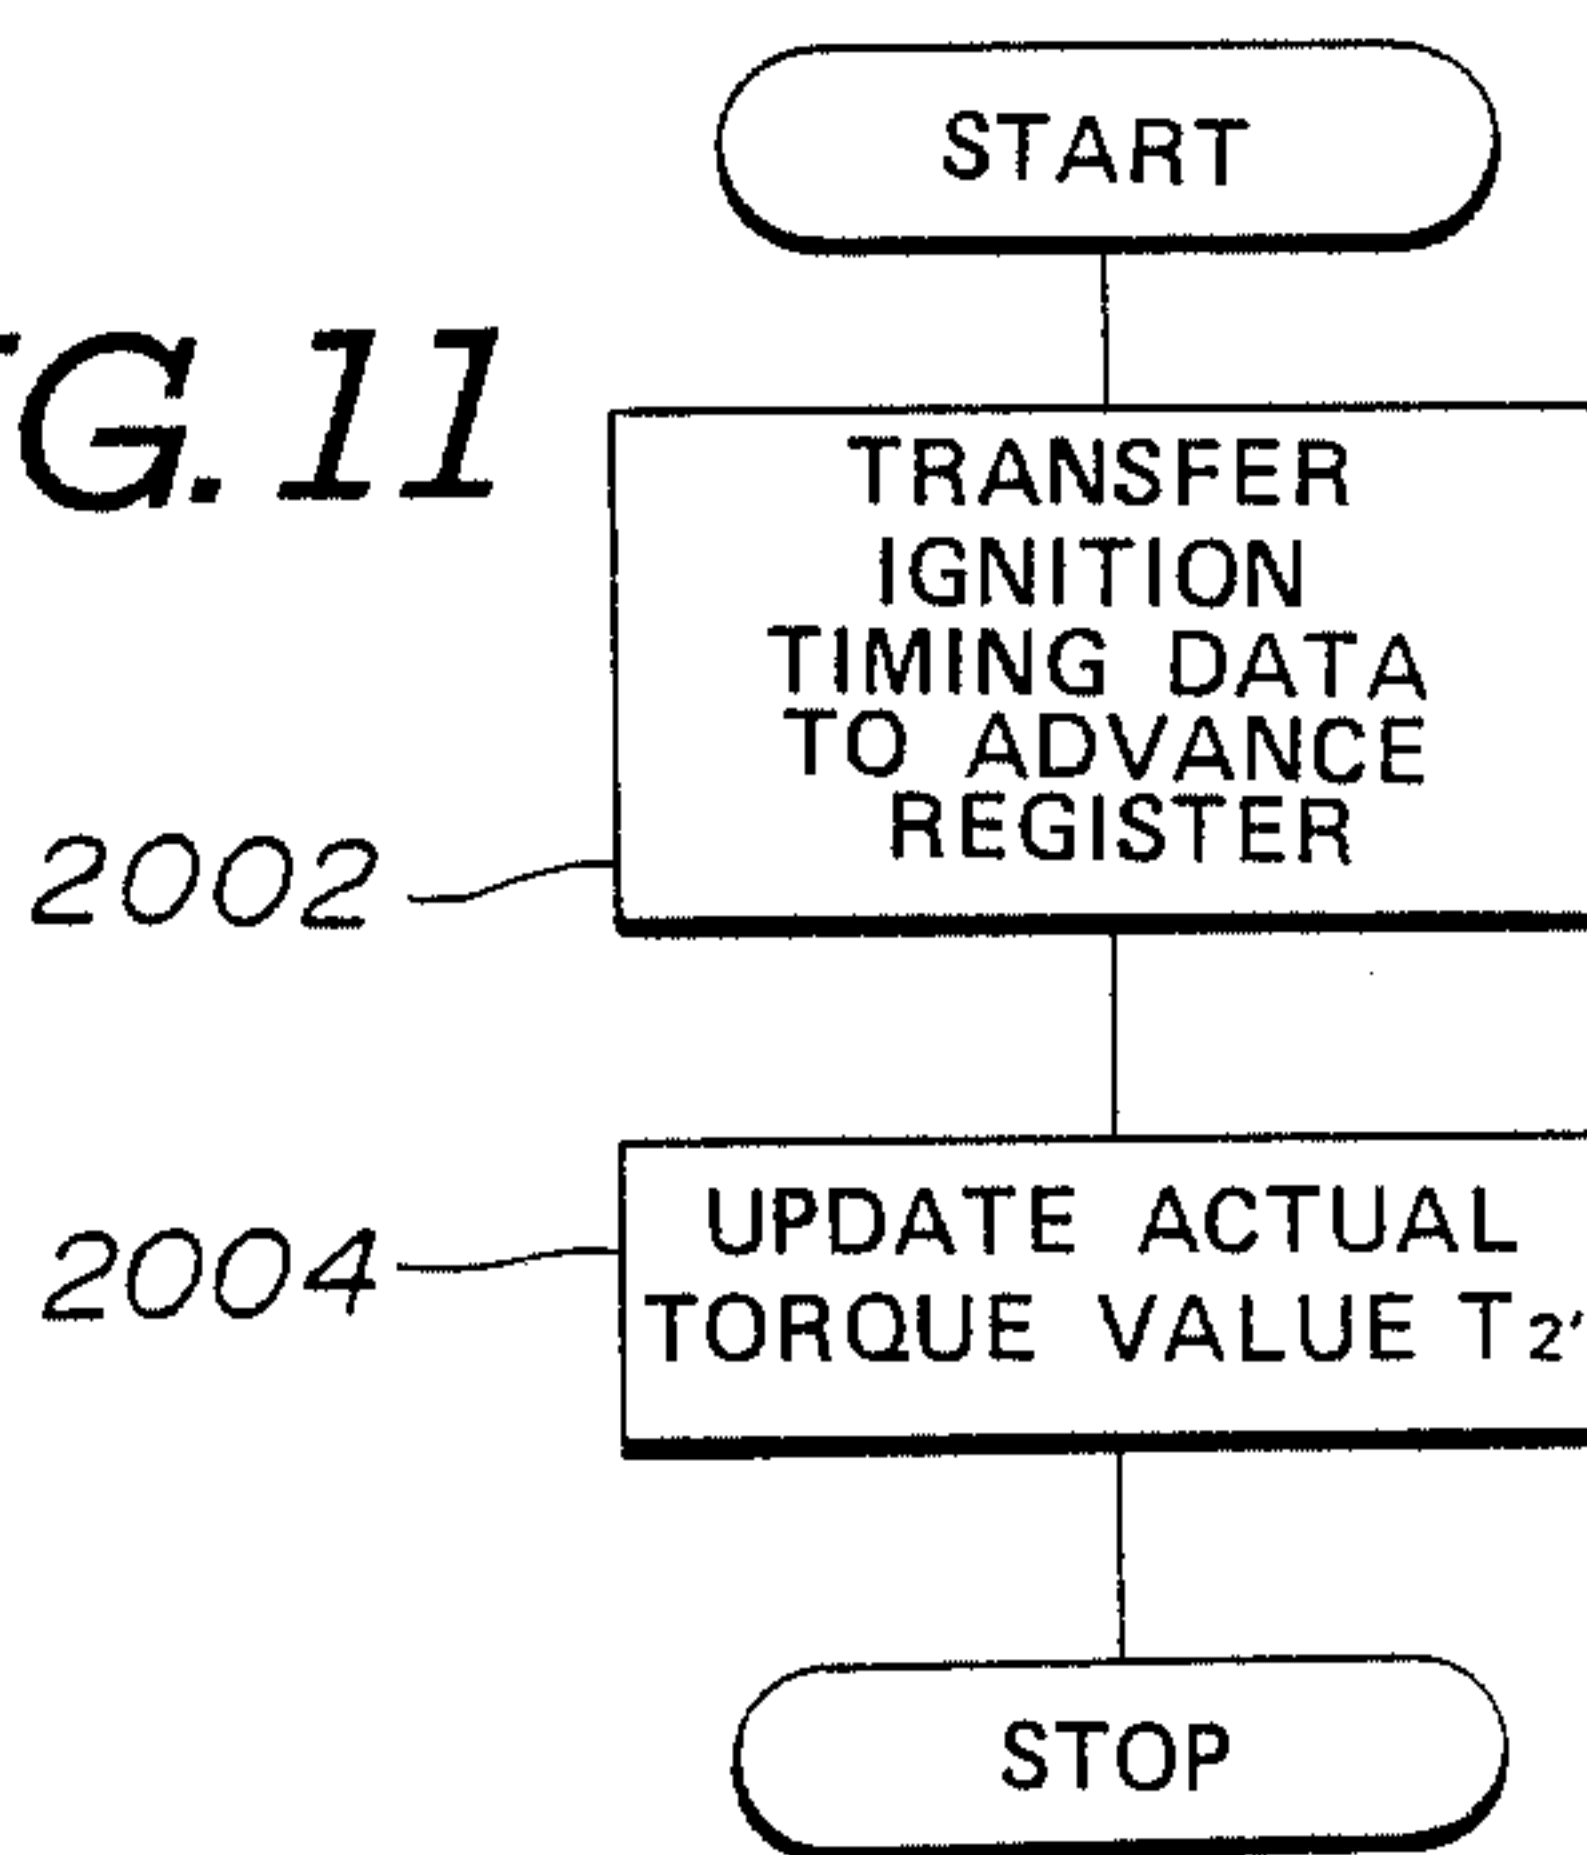 START
G. 11
TRANSFER
IGNITION
TIMING DATA
TO ADVANCE
REGISTER
2002
UPDATE ACTUAL
TORQUE VALUE T₂'
2004
STOP